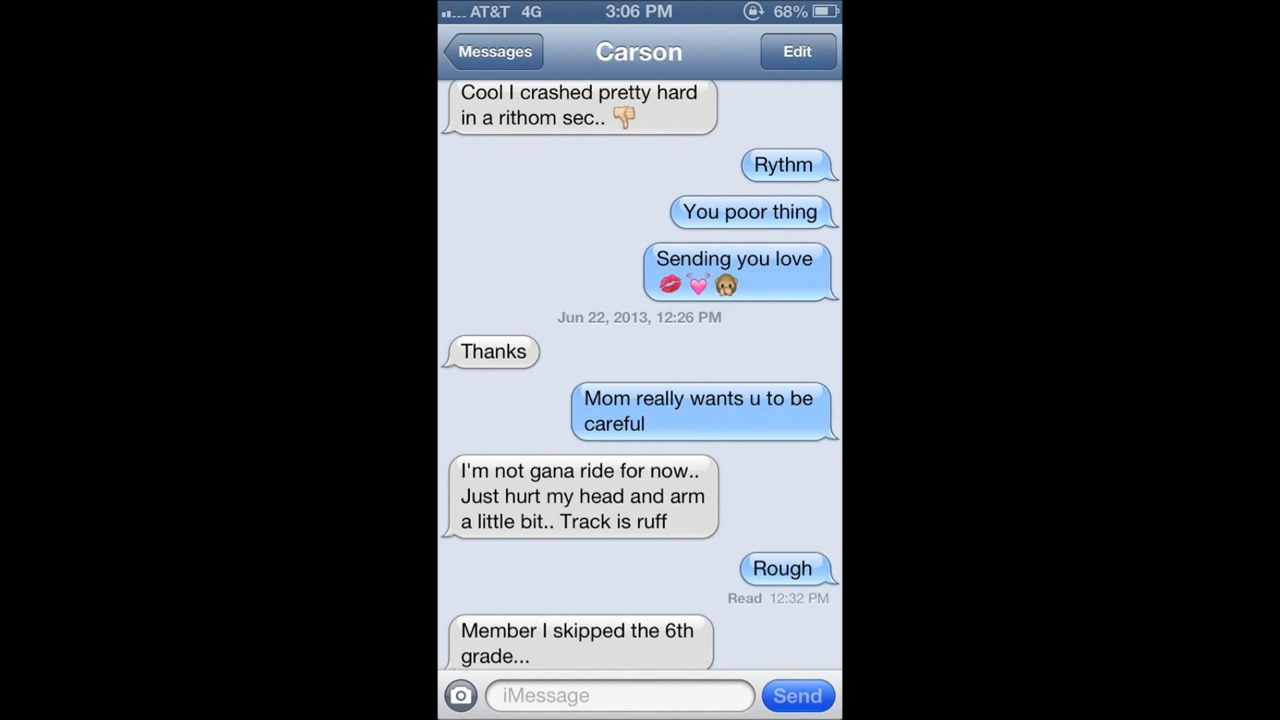 AT&T 4G 3:06 PM 68%
Messages Carson Edit
Cool I crashed pretty hard
in a rithom sec.. 👎
Rythm
You poor thing
Sending you love
💋💓🙊
Jun 22, 2013, 12:26 PM
Thanks
Mom really wants u to be
careful
I'm not gana ride for now..
Just hurt my head and arm
a little bit.. Track is ruff
Rough
Read 12:32 PM
Member I skipped the 6th
grade...
iMessage Send